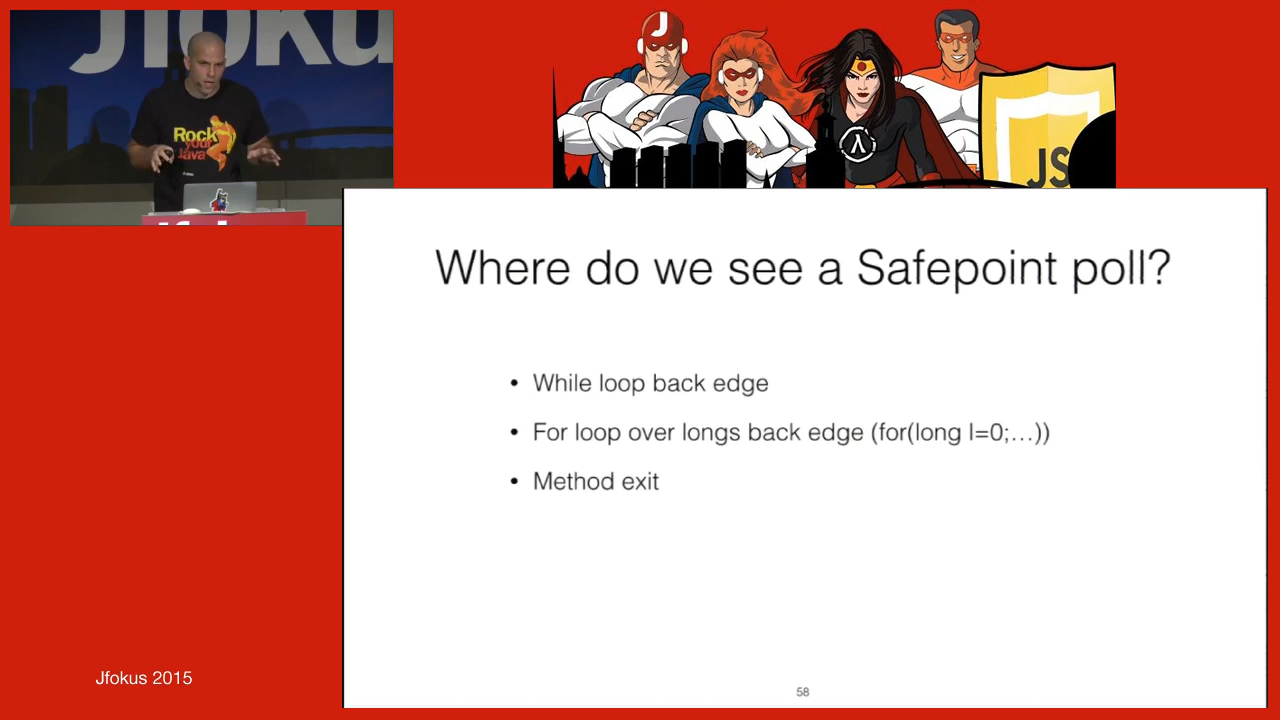 Jfoku
Rock
your
Java
J
JS
Where do we see a Safepoint poll?
• While loop back edge
• For loop over longs back edge (for(long l=0;…))
• Method exit
58
Jfokus 2015